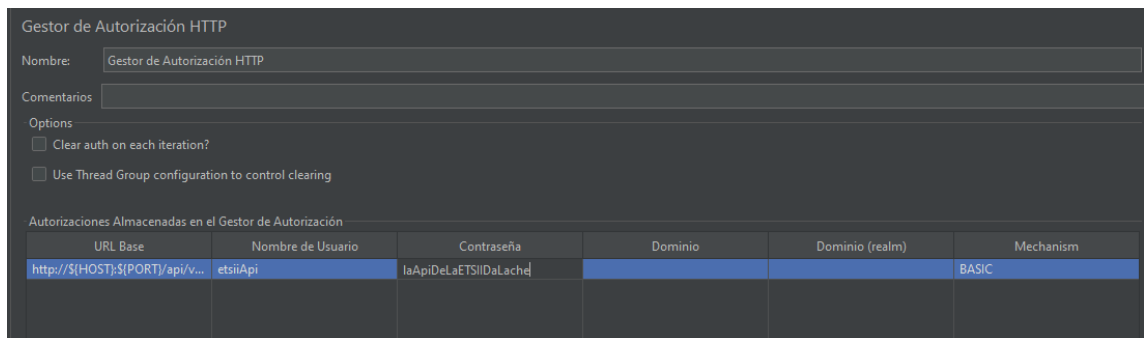 Gestor de Autorización HTTP
Nombre: Gestor de Autorización HTTP
Comentarios
Options
Clear auth on each iteration?
Use Thread Group configuration to control clearing
Autorizaciones Almacenadas en el Gestor de Autorización
URL Base Nombre de Usuario Contraseña Dominio Dominio (realm) Mechanism
http://${HOST}:${PORT}/api/v... etsiiApi laApiDeLaETSIIDaLache BASIC